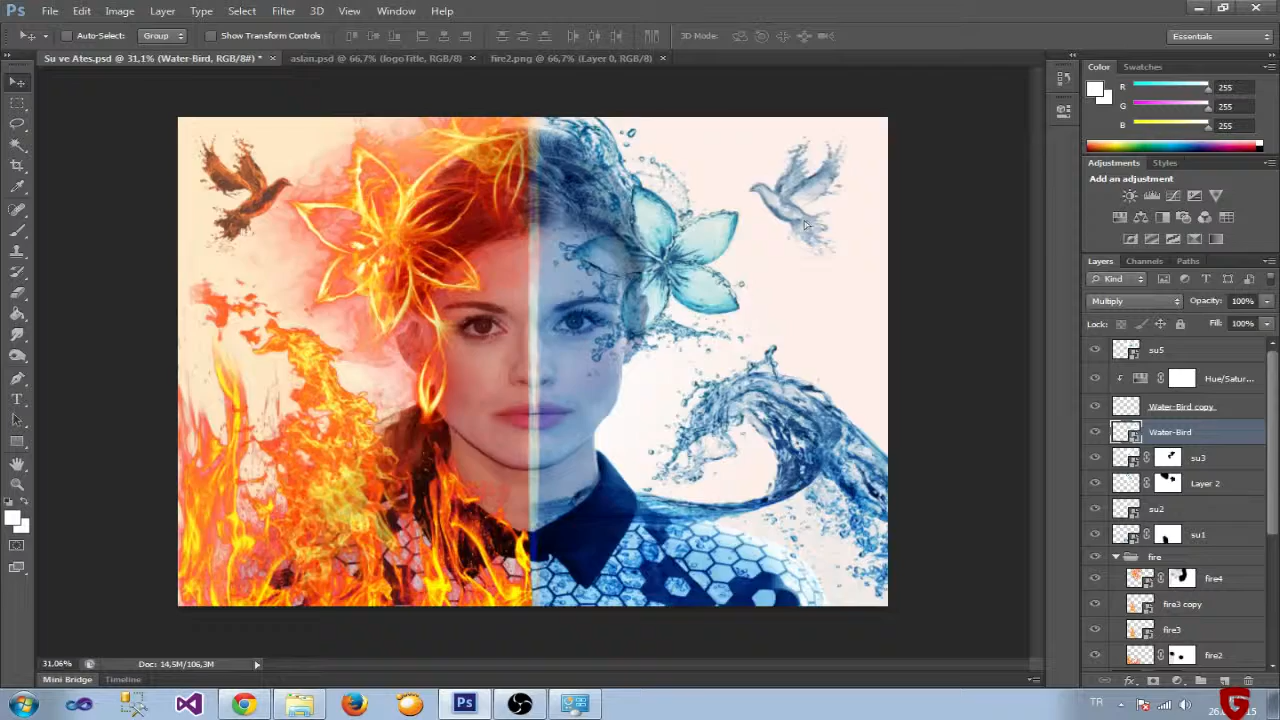 Ps File Edit Image Layer Type Select Filter 3D View Window Help
Auto-Select: Group Show Transform Controls 3D Mode: Essentials
Su ve Ates.psd @ 31,1% (Water-Bird, RGB/8#) * × aslan.psd @ 66,7% (logoTitle, RGB/8) × fire2.png @ 66,7% (Layer 0, RGB/8) ×
Color Swatches
R 255
G 255
B 255
Adjustments Styles
Add an adjustment
Layers Channels Paths
Kind
Multiply Opacity: 100%
Lock: Fill: 100%
su5
Hue/Satur...
Water-Bird copy
Water-Bird
su3
Layer 2
su2
su1
fire
fire4
fire3 copy
fire3
fire2
31.06% Doc: 14,5M/106,3M
Mini Bridge Timeline
Ps TR